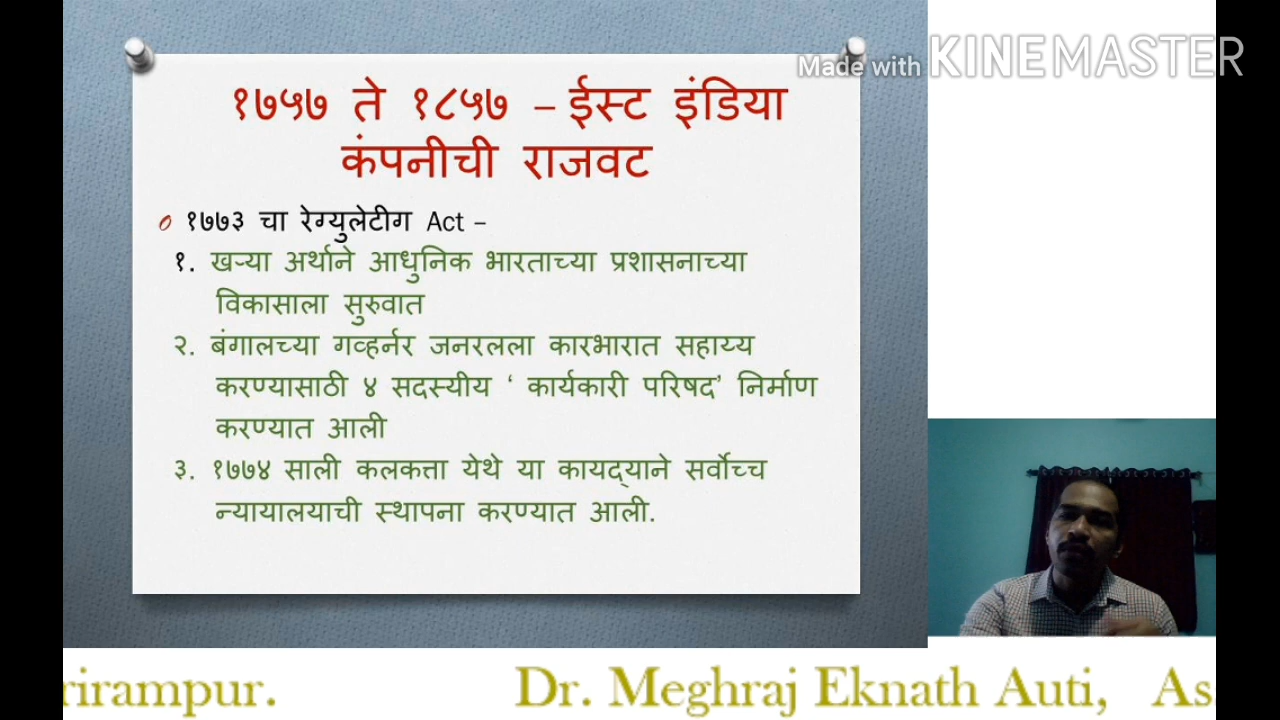 Made with KINEMASTER
१७५७ ते १८५७ – ईस्ट इंडिया
कंपनीची राजवट
१७७३ चा रेग्युलेटीग Act –
१. खऱ्या अर्थाने आधुनिक भारताच्या प्रशासनाच्या
विकासाला सुरुवात
२. बंगालच्या गव्हर्नर जनरलला कारभारात सहाय्य
करण्यासाठी ४ सदस्यीय ‘ कार्यकारी परिषद’ निर्माण
करण्यात आली
३. १७७४ साली कलकत्ता येथे या कायद्‌याने सर्वोच्च
न्यायालयाची स्थापना करण्यात आली.
rirampur. Dr. Meghraj Eknath Auti, As